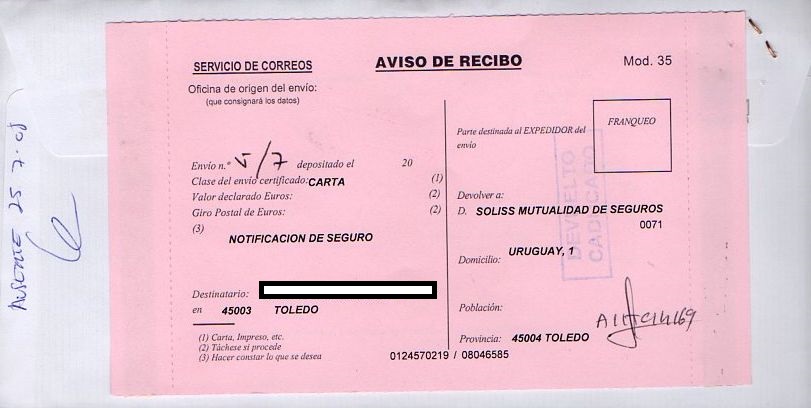 AUSENTE 25 7.08
SERVICIO DE CORREOS
AVISO DE RECIBO
Mod. 35
Oficina de origen del envío:
(que consignará los datos)
Envío n.º 5/7 depositado el 20
Clase del envío certificado: CARTA (1)
Valor declarado Euros: (2)
Giro Postal de Euros: (2)
(3)
NOTIFICACION DE SEGURO
Destinatario:
en 45003 TOLEDO
(1) Carta, Impreso, etc.
(2) Táchese si procede
(3) Hacer constar lo que se desea
Parte destinada al EXPEDIDOR del
envío
FRANQUEO
DEVUELTO
CADUCADO
Devolver a:
D. SOLISS MUTUALIDAD DE SEGUROS
0071
Domicilio: URUGUAY, 1
Población:
Provincia: 45004 TOLEDO
0124570219 / 08046585